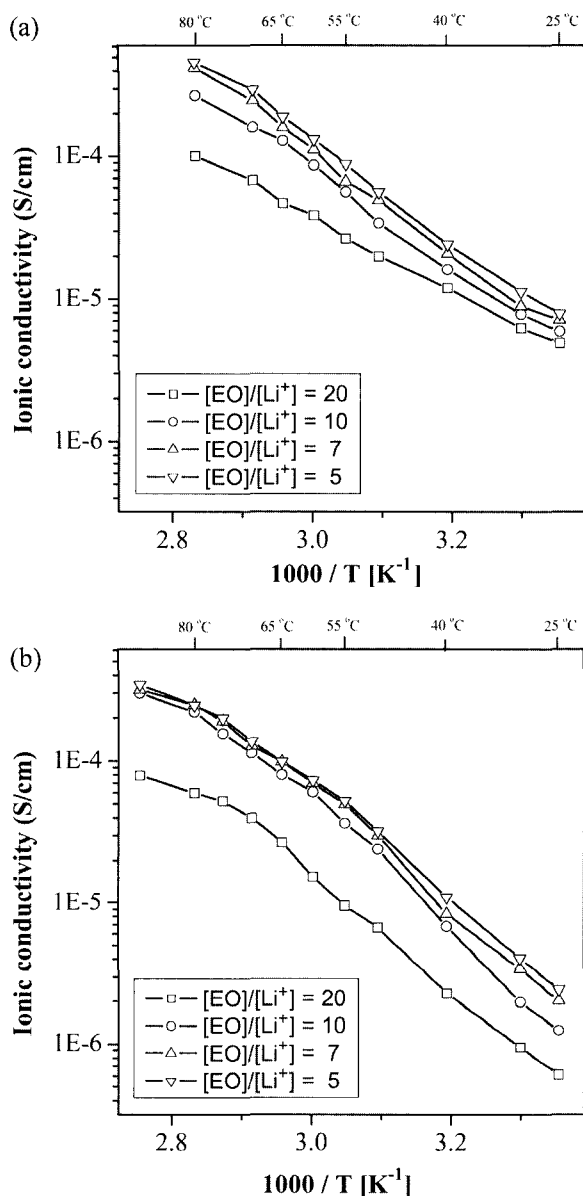 (a)
80 °C 65 °C 55 °C 40 °C 25 °C
Ionic conductivity (S/cm)
1E-4
1E-5
1E-6
[EO]/[Li⁺] = 20
[EO]/[Li⁺] = 10
[EO]/[Li⁺] = 7
[EO]/[Li⁺] = 5
2.8 3.0 3.2
1000 / T [K⁻¹]
(b)
80 °C 65 °C 55 °C 40 °C 25 °C
Ionic conductivity (S/cm)
1E-4
1E-5
1E-6
[EO]/[Li⁺] = 20
[EO]/[Li⁺] = 10
[EO]/[Li⁺] = 7
[EO]/[Li⁺] = 5
2.8 3.0 3.2
1000 / T [K⁻¹]